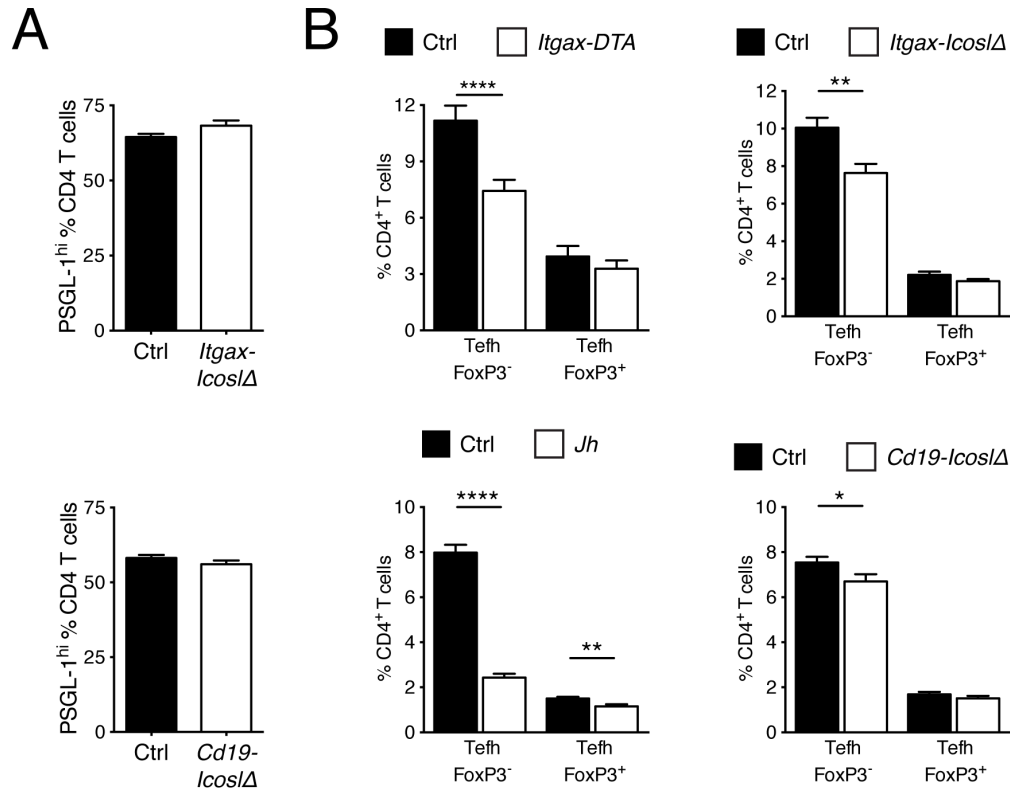 A
B
PSGL-1hi % CD4 T cells
75
50
25
0
Ctrl
Itgax-
IcoslΔ
PSGL-1hi % CD4 T cells
75
50
25
0
Ctrl
Cd19-
IcoslΔ
Ctrl Itgax-DTA
% CD4+ T cells
12
9
6
3
0
****
Tefh Tefh
FoxP3- FoxP3+
Ctrl Itgax-IcoslΔ
% CD4+ T cells
12
10
8
6
4
2
0
**
Tefh Tefh
FoxP3- FoxP3+
Ctrl Jh
% CD4+ T cells
10
8
6
4
2
0
****
**
Tefh Tefh
FoxP3- FoxP3+
Ctrl Cd19-IcoslΔ
% CD4+ T cells
10
8
6
4
2
0
*
Tefh Tefh
FoxP3- FoxP3+